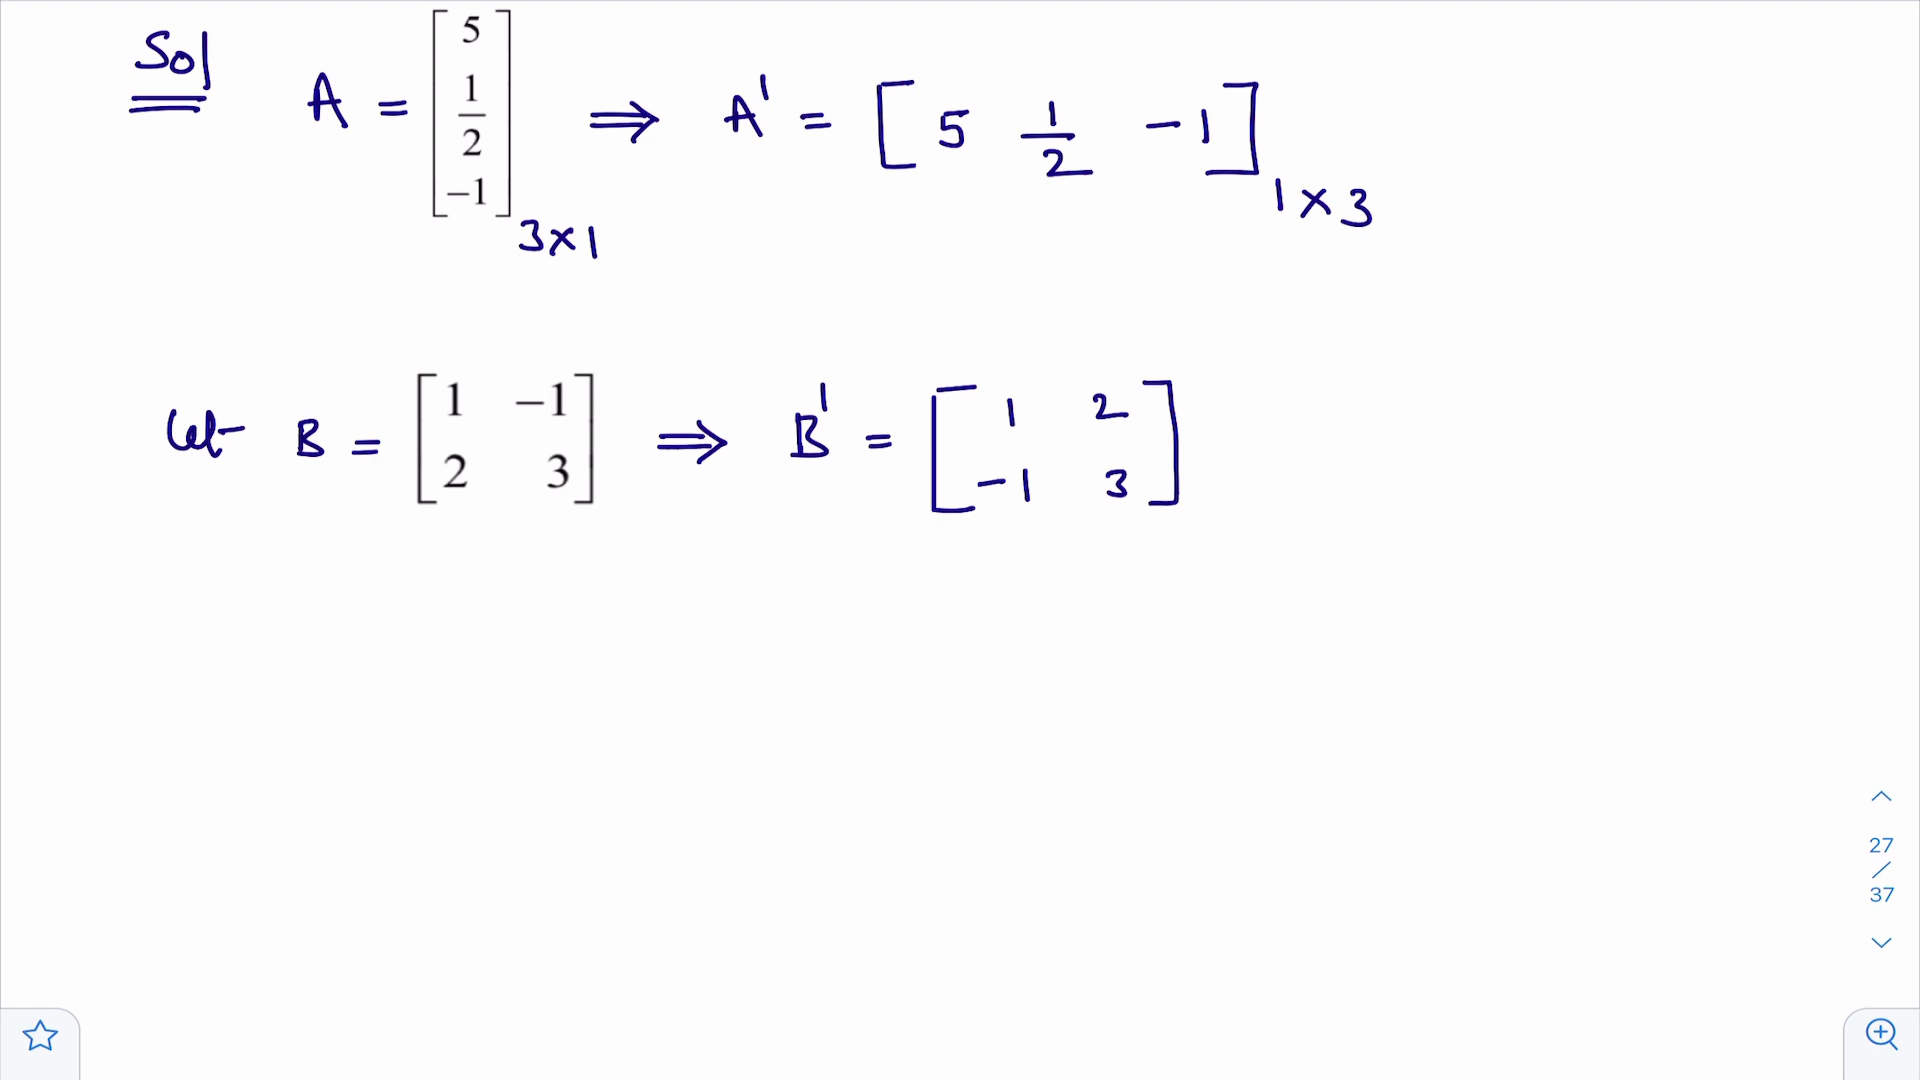 Sol
A = [5 1/2 -1] 3×1 ⇒ A' = [5 1/2 -1] 1×3
let B = [1 -1 2 3] ⇒ B' = [1 2 -1 3]
27
/
37